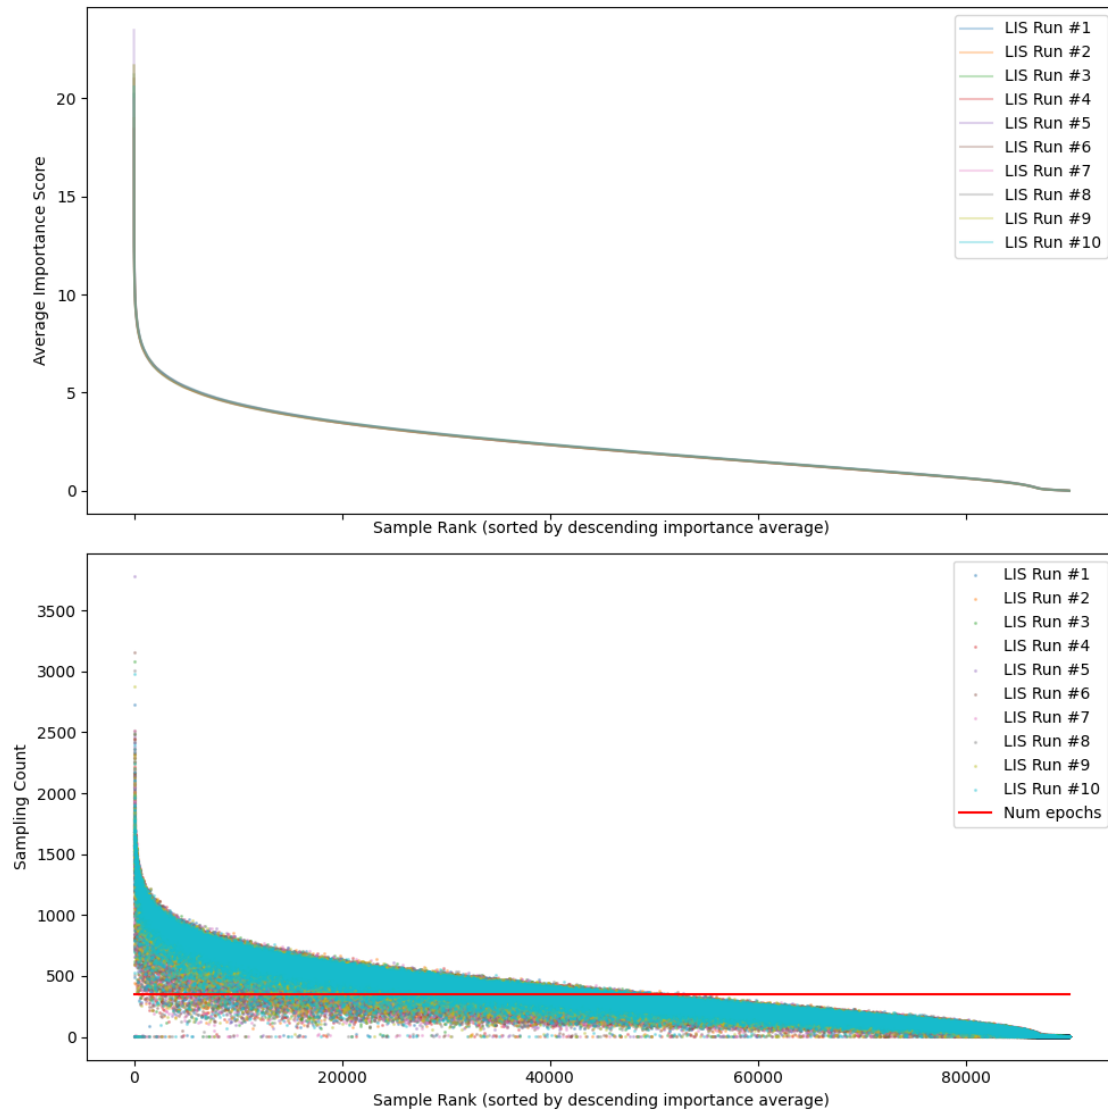 20
15
10
5
0
Average Importance Score
LIS Run #1
LIS Run #2
LIS Run #3
LIS Run #4
LIS Run #5
LIS Run #6
LIS Run #7
LIS Run #8
LIS Run #9
LIS Run #10
Sample Rank (sorted by descending importance average)
3500
3000
2500
2000
1500
1000
500
0
Sampling Count
LIS Run #1
LIS Run #2
LIS Run #3
LIS Run #4
LIS Run #5
LIS Run #6
LIS Run #7
LIS Run #8
LIS Run #9
LIS Run #10
Num epochs
0 20000 40000 60000 80000
Sample Rank (sorted by descending importance average)